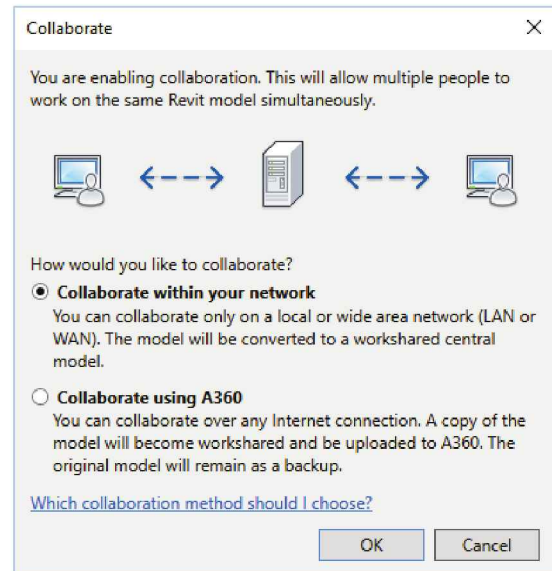 Collaborate
You are enabling collaboration. This will allow multiple people to
work on the same Revit model simultaneously.
How would you like to collaborate?
Collaborate within your network
You can collaborate only on a local or wide area network (LAN or
WAN). The model will be converted to a workshared central
model.
Collaborate using A360
You can collaborate over any Internet connection. A copy of the
model will become workshared and be uploaded to A360. The
original model will remain as a backup.
Which collaboration method should I choose?
OK Cancel